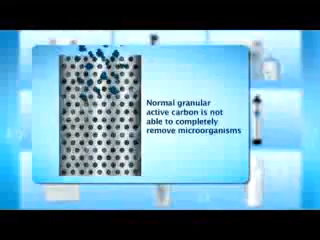 Normal granular
active carbon is not
able to completely
remove microorganisms